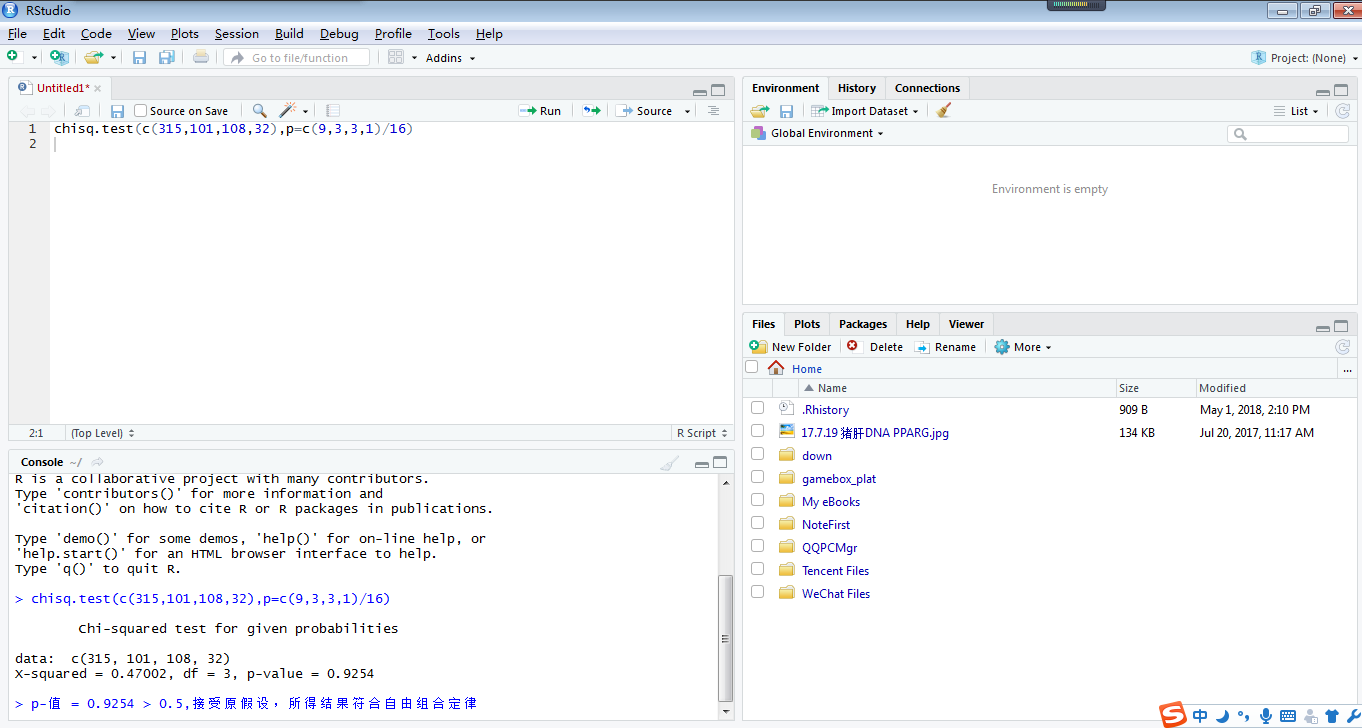 RStudio
File Edit Code View Plots Session Build Debug Profile Tools Help
Go to file/function Addins Project: (None)
Untitled1*
Source on Save Run Source
1 chisq.test(c(315,101,108,32),p=c(9,3,3,1)/16)
2
2:1 (Top Level) R Script
Console ~/
R is a collaborative project with many contributors.
Type 'contributors()' for more information and
'citation()' on how to cite R or R packages in publications.
Type 'demo()' for some demos, 'help()' for on-line help, or
'help.start()' for an HTML browser interface to help.
Type 'q()' to quit R.
> chisq.test(c(315,101,108,32),p=c(9,3,3,1)/16)
Chi-squared test for given probabilities
data: c(315, 101, 108, 32)
X-squared = 0.47002, df = 3, p-value = 0.9254
> p-值 = 0.9254 > 0.5,接受原假设，所得结果符合自由组合定律
Environment History Connections
Import Dataset List
Global Environment
Environment is empty
Files Plots Packages Help Viewer
New Folder Delete Rename More
Home ...
Name Size Modified
.Rhistory 909 B May 1, 2018, 2:10 PM
17.7.19 猪肝DNA PPARG.jpg 134 KB Jul 20, 2017, 11:17 AM
down
gamebox_plat
My eBooks
NoteFirst
QQPCMgr
Tencent Files
WeChat Files
中